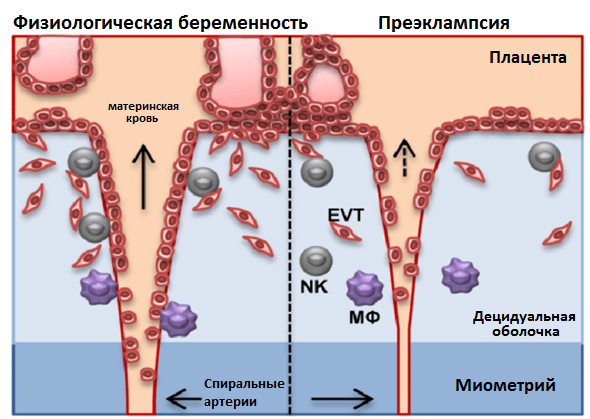 Физиологическая беременность
Преэклампсия
Плацента
материнская
кровь
EVT
NK
МФ
Децидуальная
оболочка
Спиральные
артерии
Миометрий